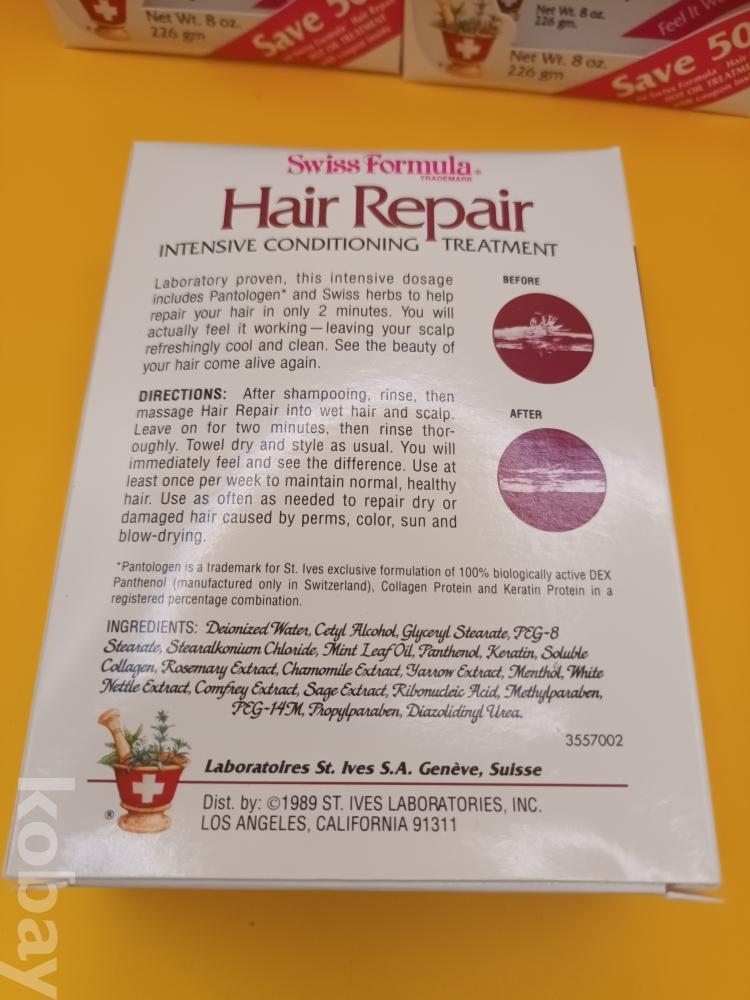 Net Wt. 8 oz.
226 gm
Save 50
Net Wt. 8 oz.
226 gm.
Feel It
Net Wt. 8 oz.
226 gm
Save 50
Swiss Formula®
TRADEMARK
Hair Repair
INTENSIVE CONDITIONING TREATMENT
Laboratory proven, this intensive dosage
includes Pantologen* and Swiss herbs to help
repair your hair in only 2 minutes. You will
actually feel it working—leaving your scalp
refreshingly cool and clean. See the beauty of
your hair come alive again.
BEFORE
DIRECTIONS: After shampooing, rinse, then
massage Hair Repair into wet hair and scalp.
Leave on for two minutes, then rinse thor-
oughly. Towel dry and style as usual. You will
immediately feel and see the difference. Use at
least once per week to maintain normal, healthy
hair. Use as often as needed to repair dry or
damaged hair caused by perms, color, sun and
blow-drying.
AFTER
*Pantologen is a trademark for St. Ives exclusive formulation of 100% biologically active DEX
Panthenol (manufactured only in Switzerland), Collagen Protein and Keratin Protein in a
registered percentage combination.
INGREDIENTS: Deionized Water, Cetyl Alcohol, Glyceryl Stearate, PEG-8
Stearate, Stearalkonium Chloride, Mint Leaf Oil, Panthenol, Keratin, Soluble
Collagen, Rosemary Extract, Chamomile Extract, Yarrow Extract, Menthol, White
Nettle Extract, Comfrey Extract, Sage Extract, Ribonucleic Acid, Methylparaben,
PEG-14M, Propylparaben, Diazolidinyl Urea.
3557002
Laboratoires St. Ives S.A. Genève, Suisse
®
Dist. by: ©1989 ST. IVES LABORATORIES, INC.
LOS ANGELES, CALIFORNIA 91311
kobay